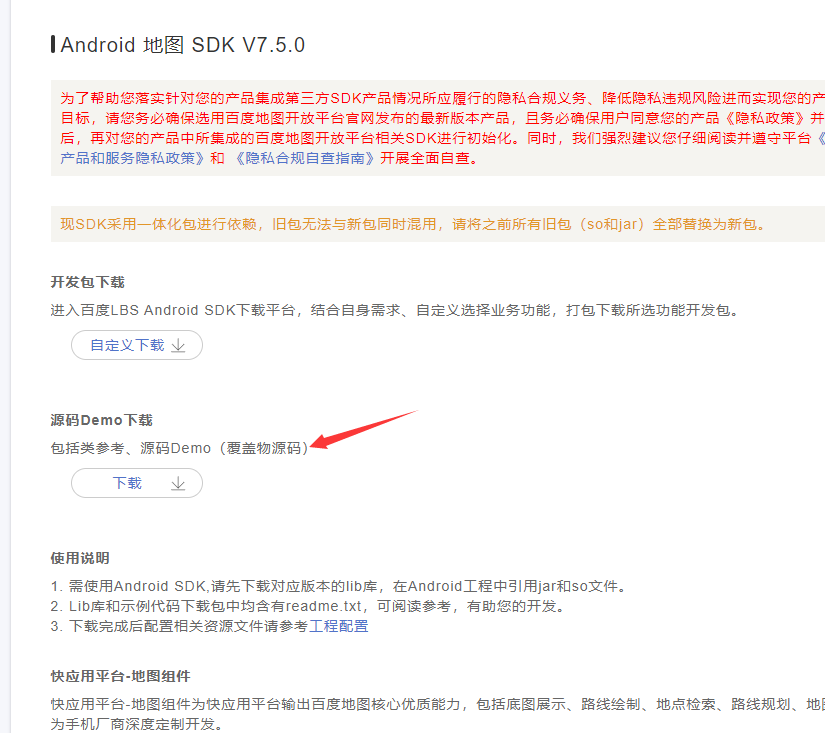 Android 地图 SDK V7.5.0
为了帮助您落实针对您的产品集成第三方SDK产品情况所应履行的隐私合规义务、降低隐私违规风险进而实现您的产
目标，请您务必确保选用百度地图开放平台官网发布的最新版本产品，且务必确保用户同意您的产品《隐私政策》并
后，再对您的产品中所集成的百度地图开放平台相关SDK进行初始化。同时，我们强烈建议您仔细阅读并遵守平台《
产品和服务隐私政策》和 《隐私合规自查指南》开展全面自查。
现SDK采用一体化包进行依赖，旧包无法与新包同时混用，请将之前所有旧包（so和jar）全部替换为新包。
开发包下载
进入百度LBS Android SDK下载平台，结合自身需求、自定义选择业务功能，打包下载所选功能开发包。
自定义下载
源码Demo下载
包括类参考、源码Demo（覆盖物源码）
下载
使用说明
1. 需使用Android SDK,请先下载对应版本的lib库，在Android工程中引用jar和so文件。
2. Lib库和示例代码下载包中均含有readme.txt，可阅读参考，有助您的开发。
3. 下载完成后配置相关资源文件请参考工程配置
快应用平台-地图组件
快应用平台-地图组件为快应用平台输出百度地图核心优质能力，包括底图展示、路线绘制、地点检索、路线规划、地图
为手机厂商深度定制开发。